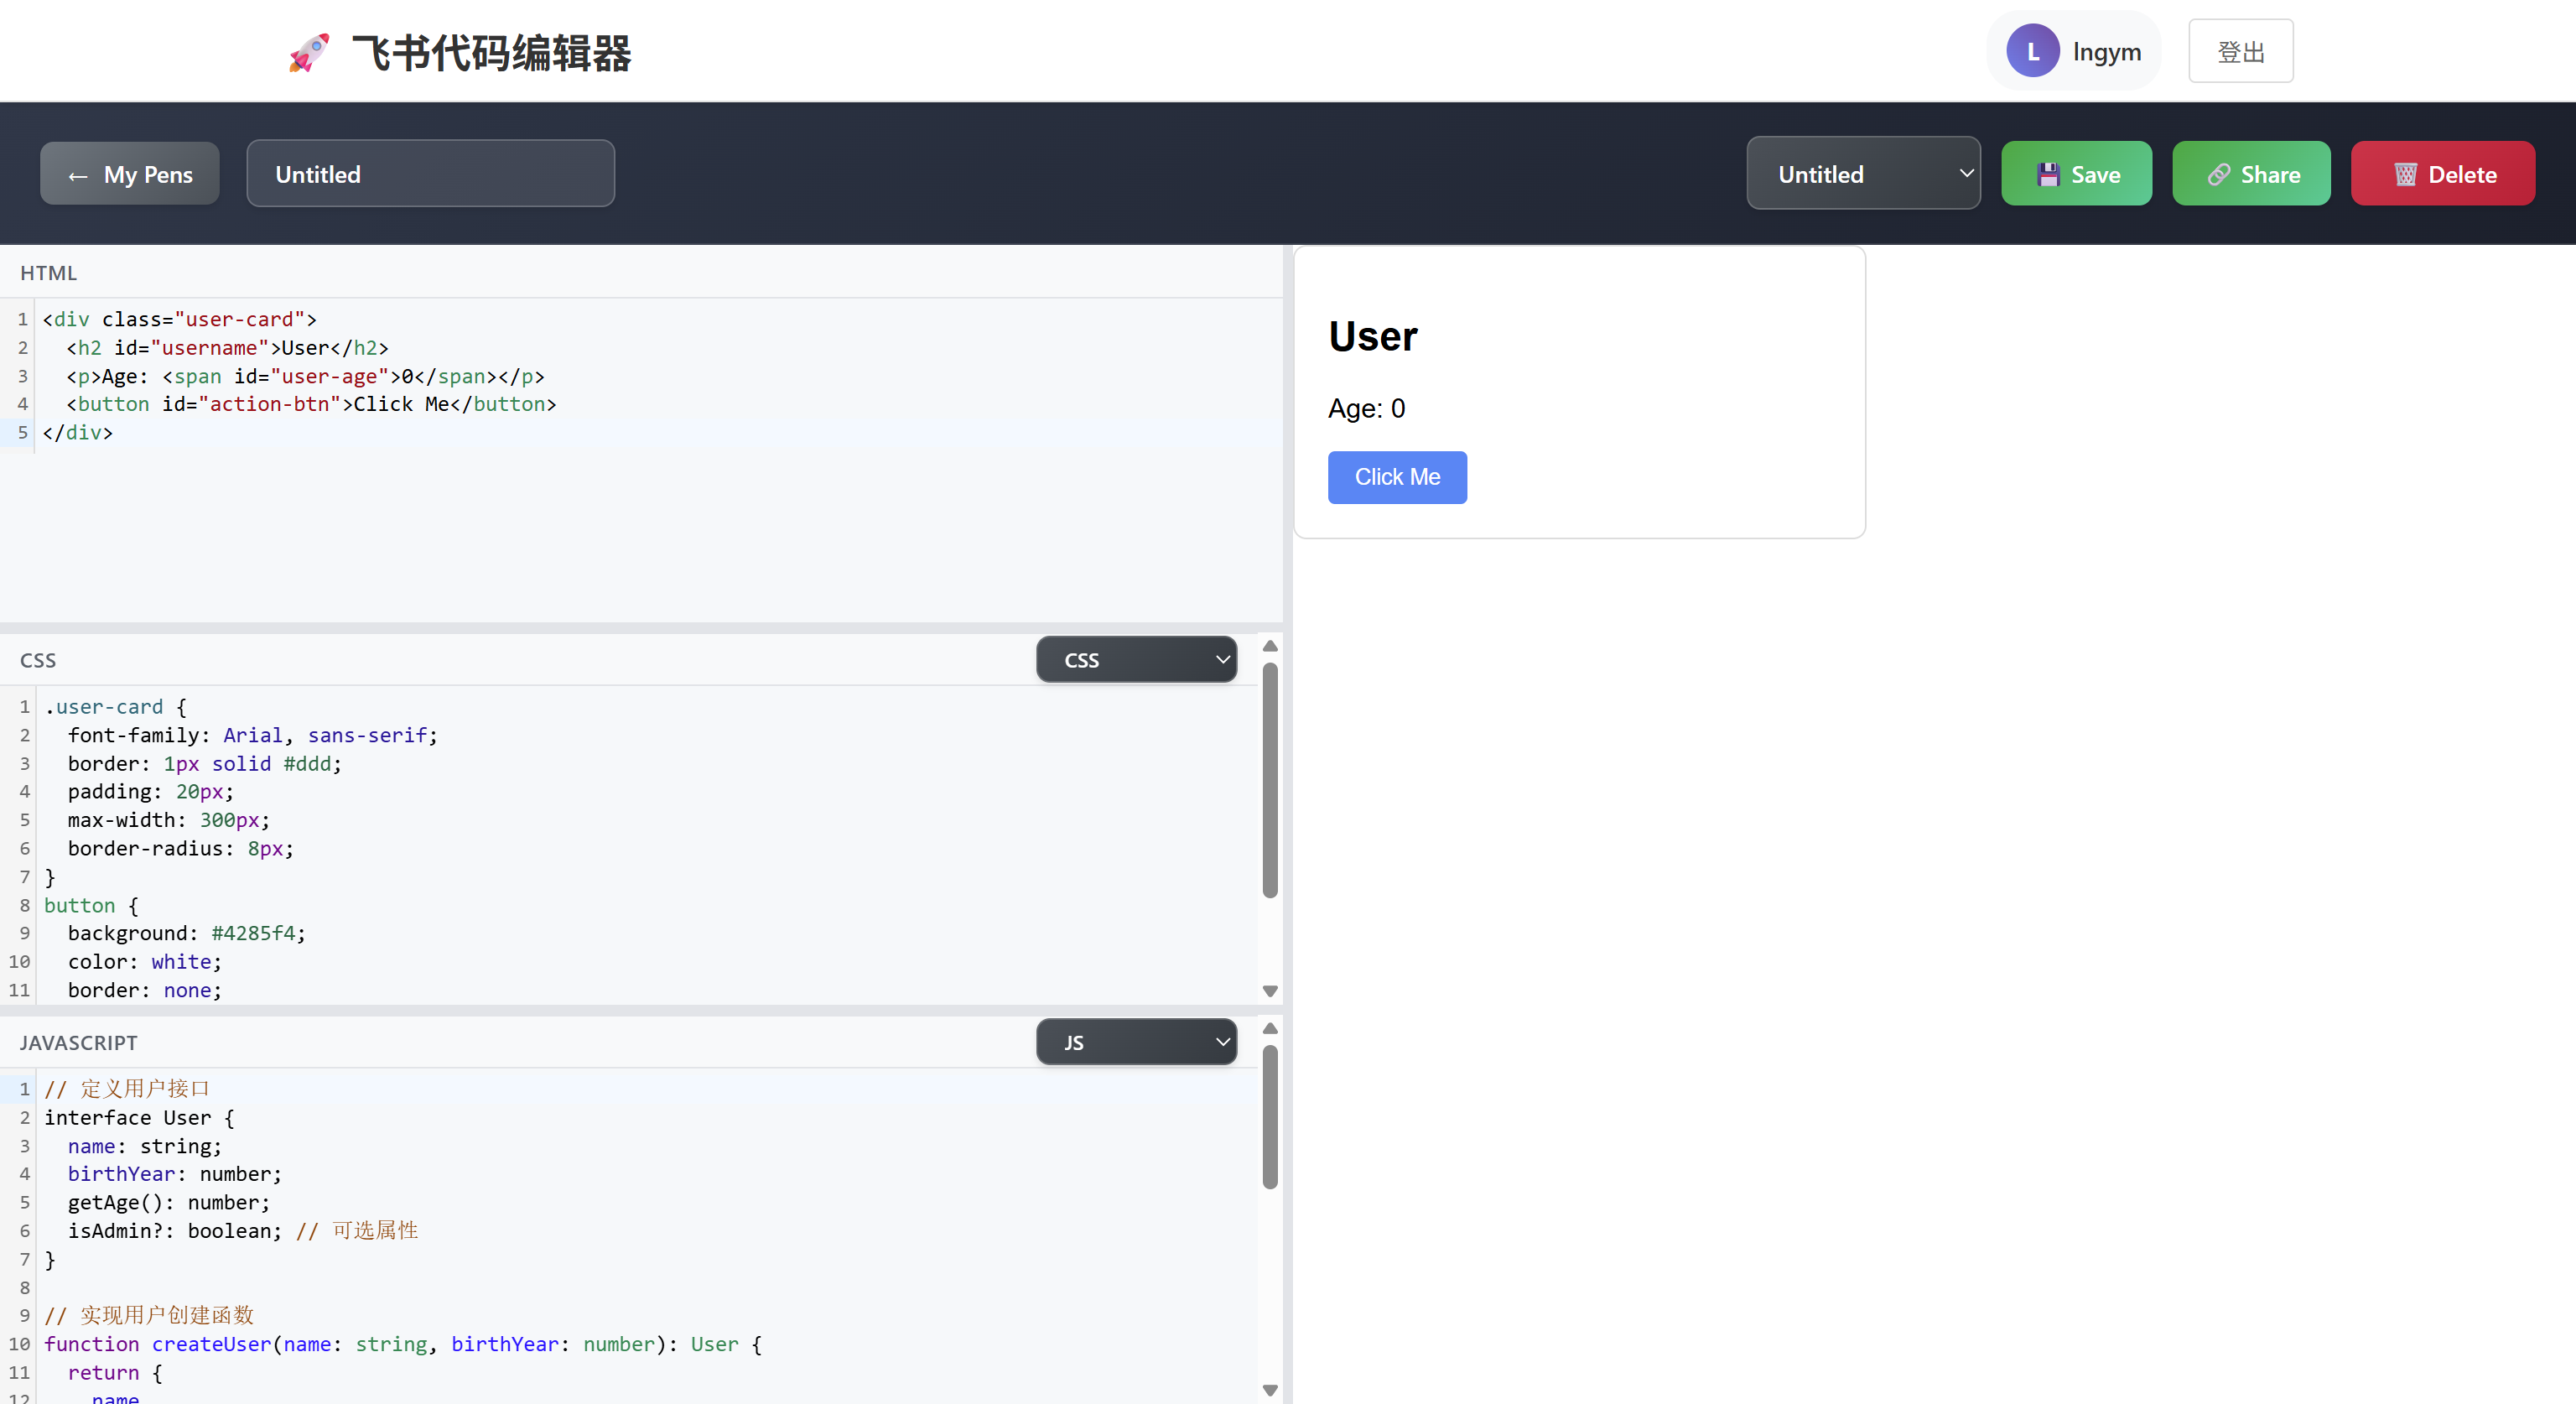 飞书代码编辑器
L lngym
登出
← My Pens
Untitled
Untitled
Save
Share
Delete
HTML
1 <div class="user-card">
2   <h2 id="username">User</h2>
3   <p>Age: <span id="user-age">0</span></p>
4   <button id="action-btn">Click Me</button>
5 </div>
CSS
CSS
1 .user-card {
2   font-family: Arial, sans-serif;
3   border: 1px solid #ddd;
4   padding: 20px;
5   max-width: 300px;
6   border-radius: 8px;
7 }
8 button {
9   background: #4285f4;
10   color: white;
11   border: none;
JAVASCRIPT
JS
1 // 定义用户接口
2 interface User {
3   name: string;
4   birthYear: number;
5   getAge(): number;
6   isAdmin?: boolean; // 可选属性
7 }
8
9 // 实现用户创建函数
10 function createUser(name: string, birthYear: number): User {
11   return {
12     name
User
Age: 0
Click Me